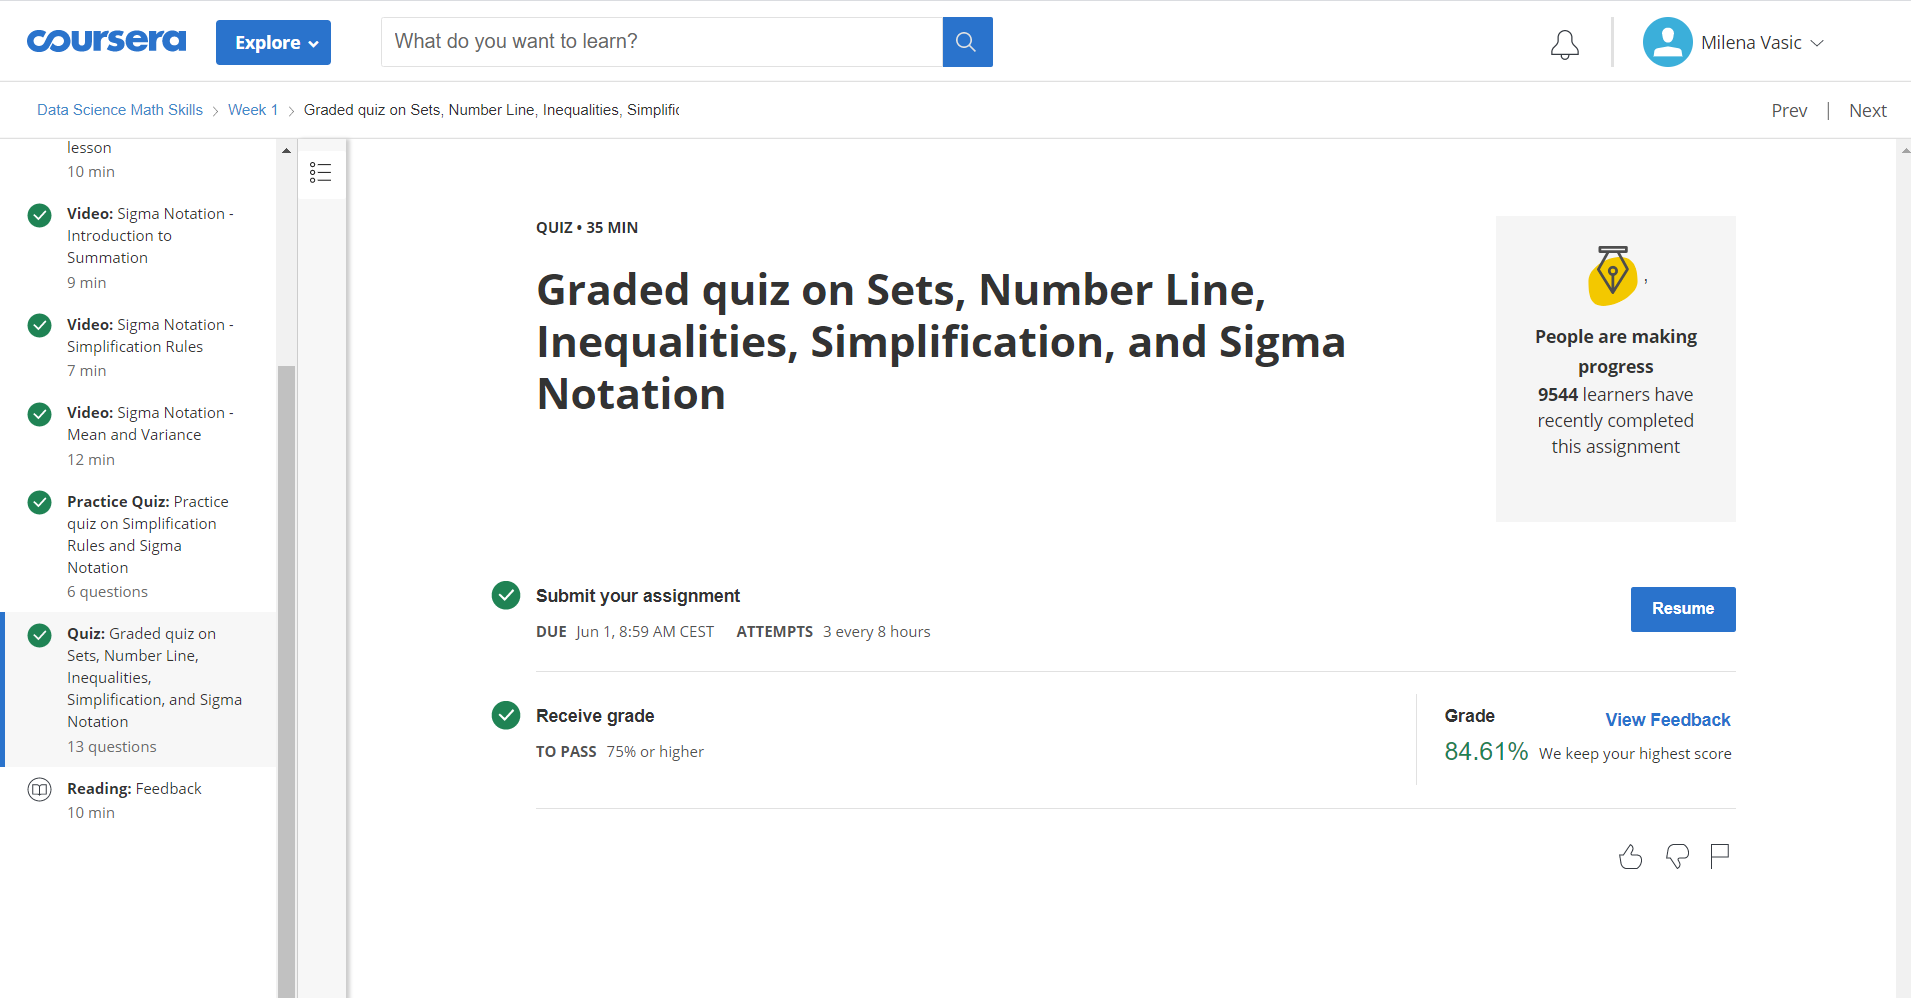 coursera
Explore
What do you want to learn?
Milena Vasic
Data Science Math Skills
Week 1
Graded quiz on Sets, Number Line, Inequalities, Simplific
Prev | Next
lesson
10 min
Video: Sigma Notation -
Introduction to
Summation
9 min
Video: Sigma Notation -
Simplification Rules
7 min
Video: Sigma Notation -
Mean and Variance
12 min
Practice Quiz: Practice
quiz on Simplification
Rules and Sigma
Notation
6 questions
Quiz: Graded quiz on
Sets, Number Line,
Inequalities,
Simplification, and Sigma
Notation
13 questions
Reading: Feedback
10 min
QUIZ • 35 MIN
Graded quiz on Sets, Number Line,
Inequalities, Simplification, and Sigma
Notation
,
People are making
progress
9544 learners have
recently completed
this assignment
Submit your assignment
DUE Jun 1, 8:59 AM CEST ATTEMPTS 3 every 8 hours
Resume
Receive grade
TO PASS 75% or higher
Grade
View Feedback
84.61% We keep your highest score